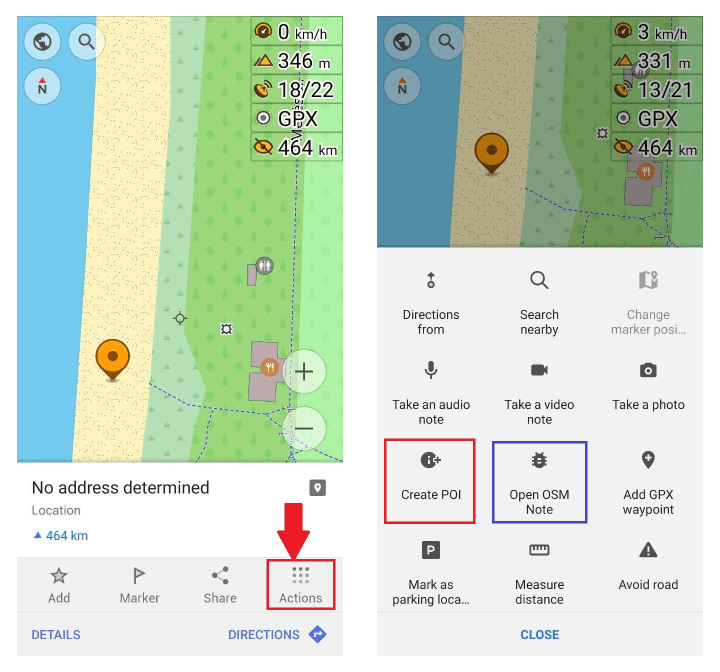 0 km/h
346 m
18/22
GPX
464 km
N
No address determined
Location
464 km
Add
Marker
Share
Actions
DETAILS
DIRECTIONS
3 km/h
331 m
13/21
GPX
464 km
N
Directions
from
Search
nearby
Change
marker posi...
Take an audio
note
Take a video
note
Take a photo
Create POI
Open OSM
Note
Add GPX
waypoint
P
Mark as
parking loca...
Measure
distance
Avoid road
CLOSE